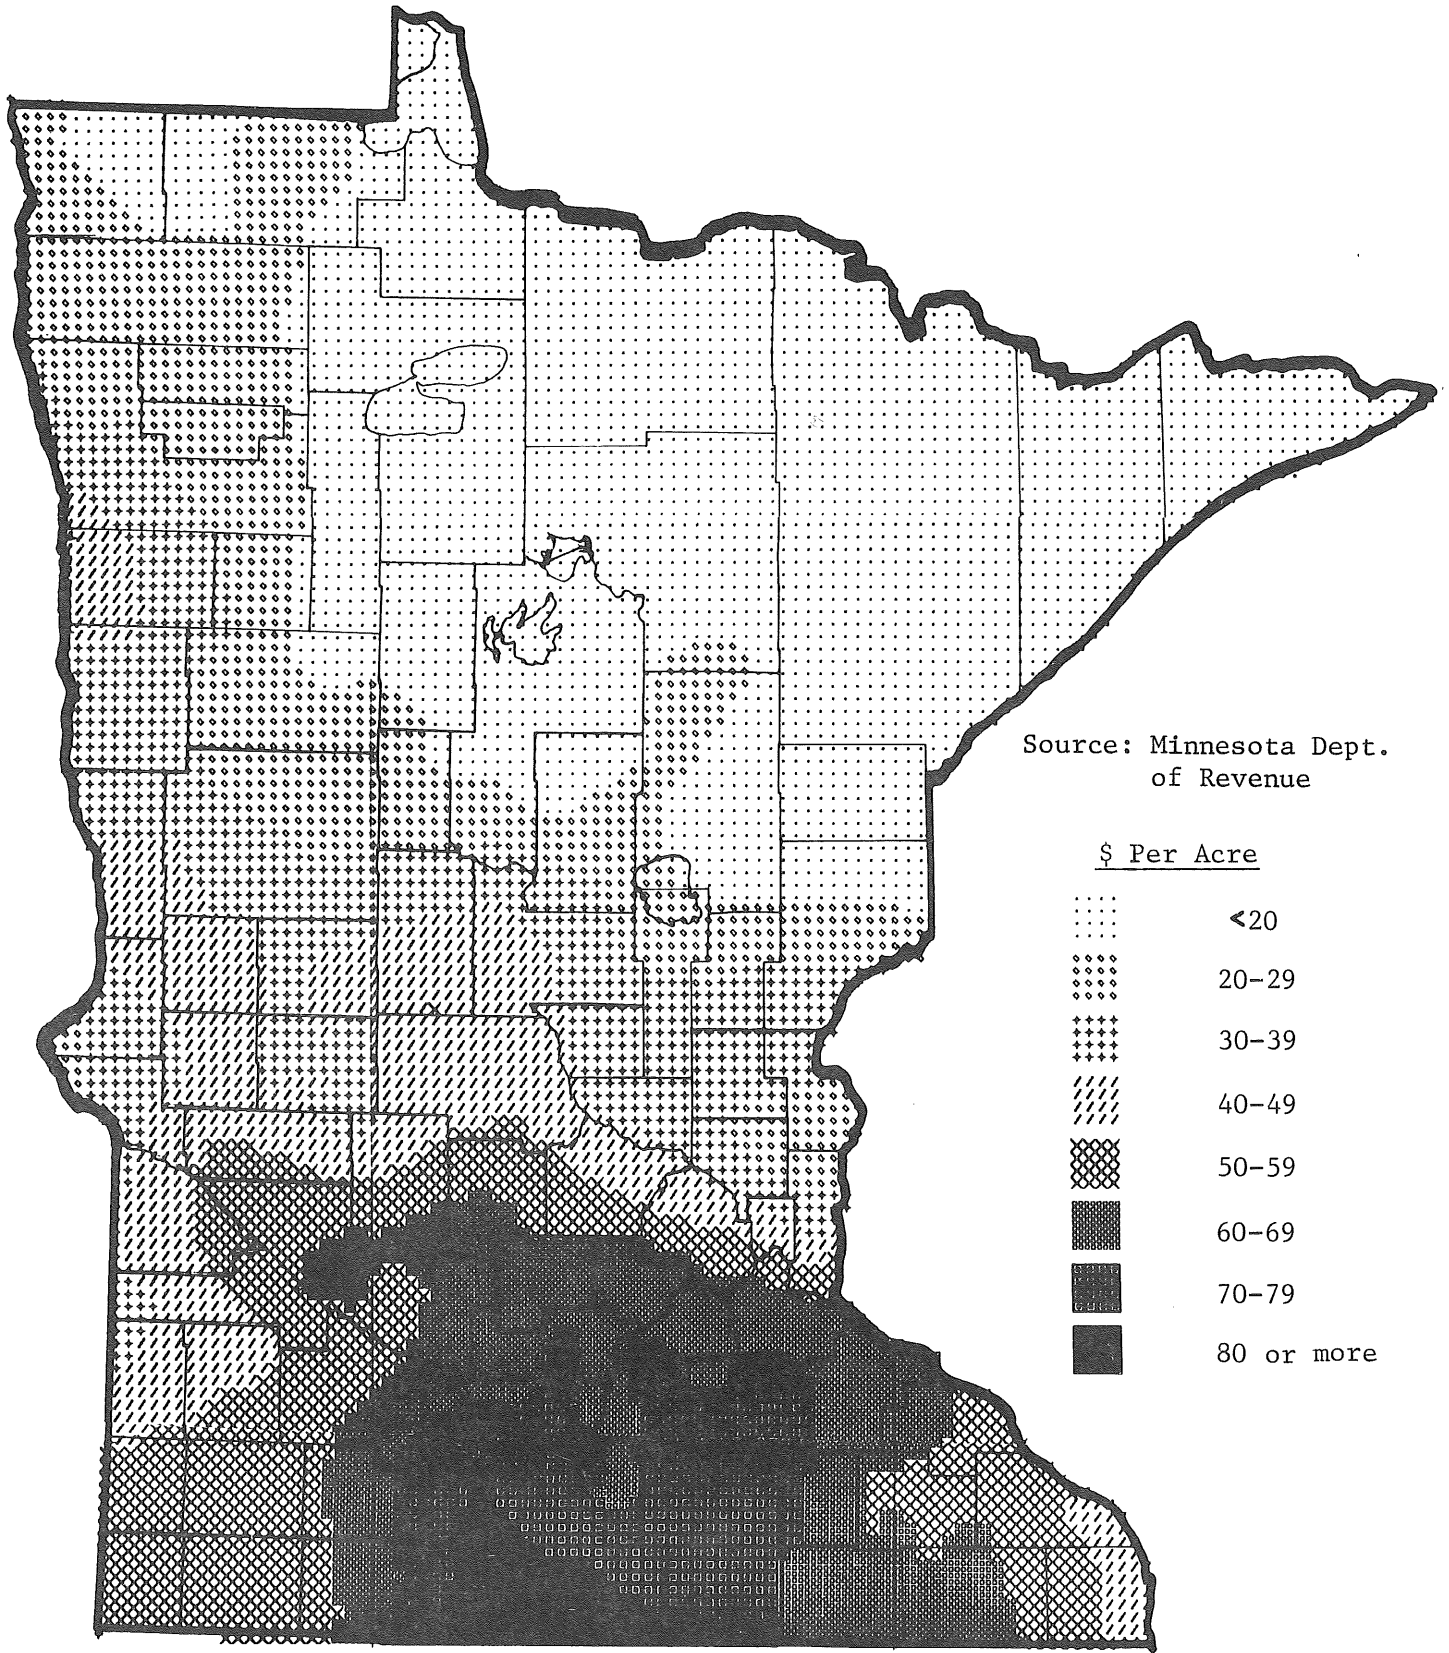 Source: Minnesota Dept.
of Revenue
$ Per Acre
<20
20-29
30-39
40-49
50-59
60-69
70-79
80 or more